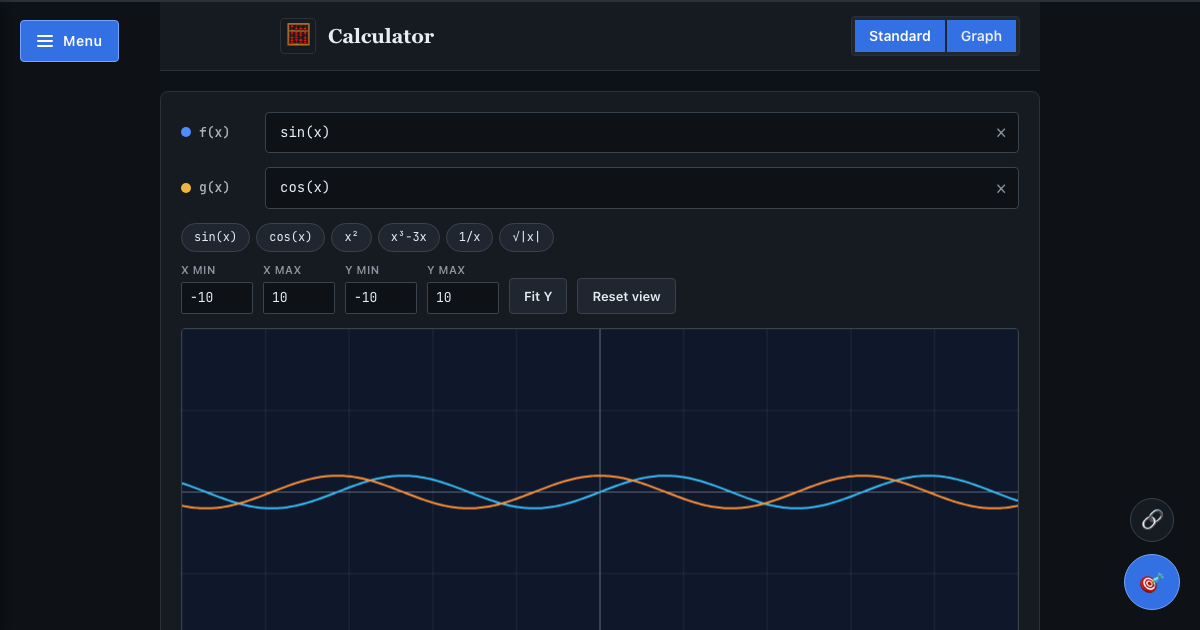 Menu
Calculator
Standard
Graph
f(x)
sin(x) ×
g(x)
cos(x) ×
sin(x) cos(x) x² x³-3x 1/x √|x|
X MIN X MAX Y MIN Y MAX
-10 10 -10 10 Fit Y Reset view